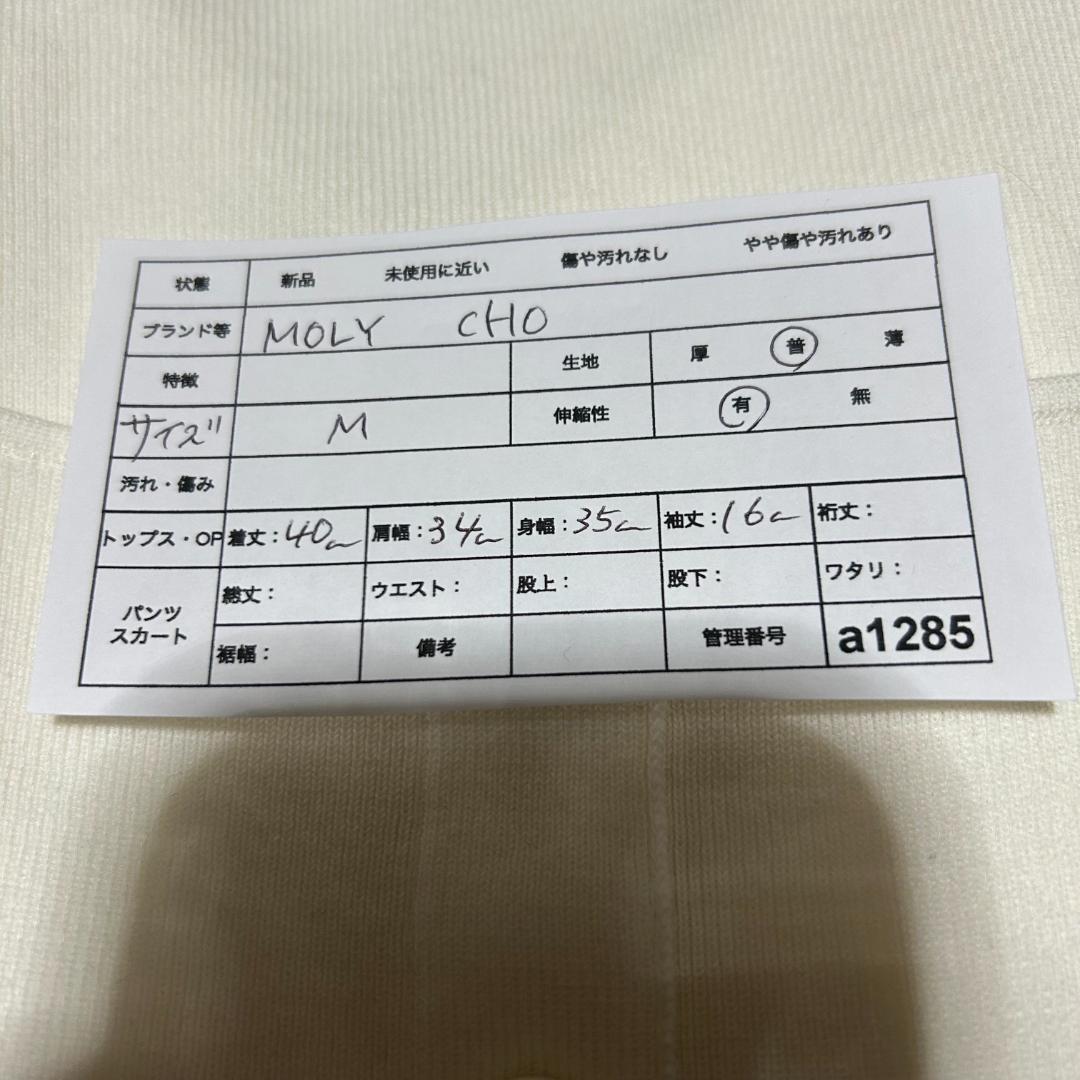 状態 新品 未使用に近い 傷や汚れなし やや傷や汚れあり
ブランド等 MOLY CHO
特徴 生地 厚 普 薄
サイズ M 伸縮性 有 無
汚れ・傷み
トップス・OP 着丈：40cm 肩幅：34cm 身幅：35cm 袖丈：16cm 裄丈：
パンツ スカート 総丈： ウエスト： 股上： 股下： ワタリ：
裾幅： 備考 管理番号 a1285